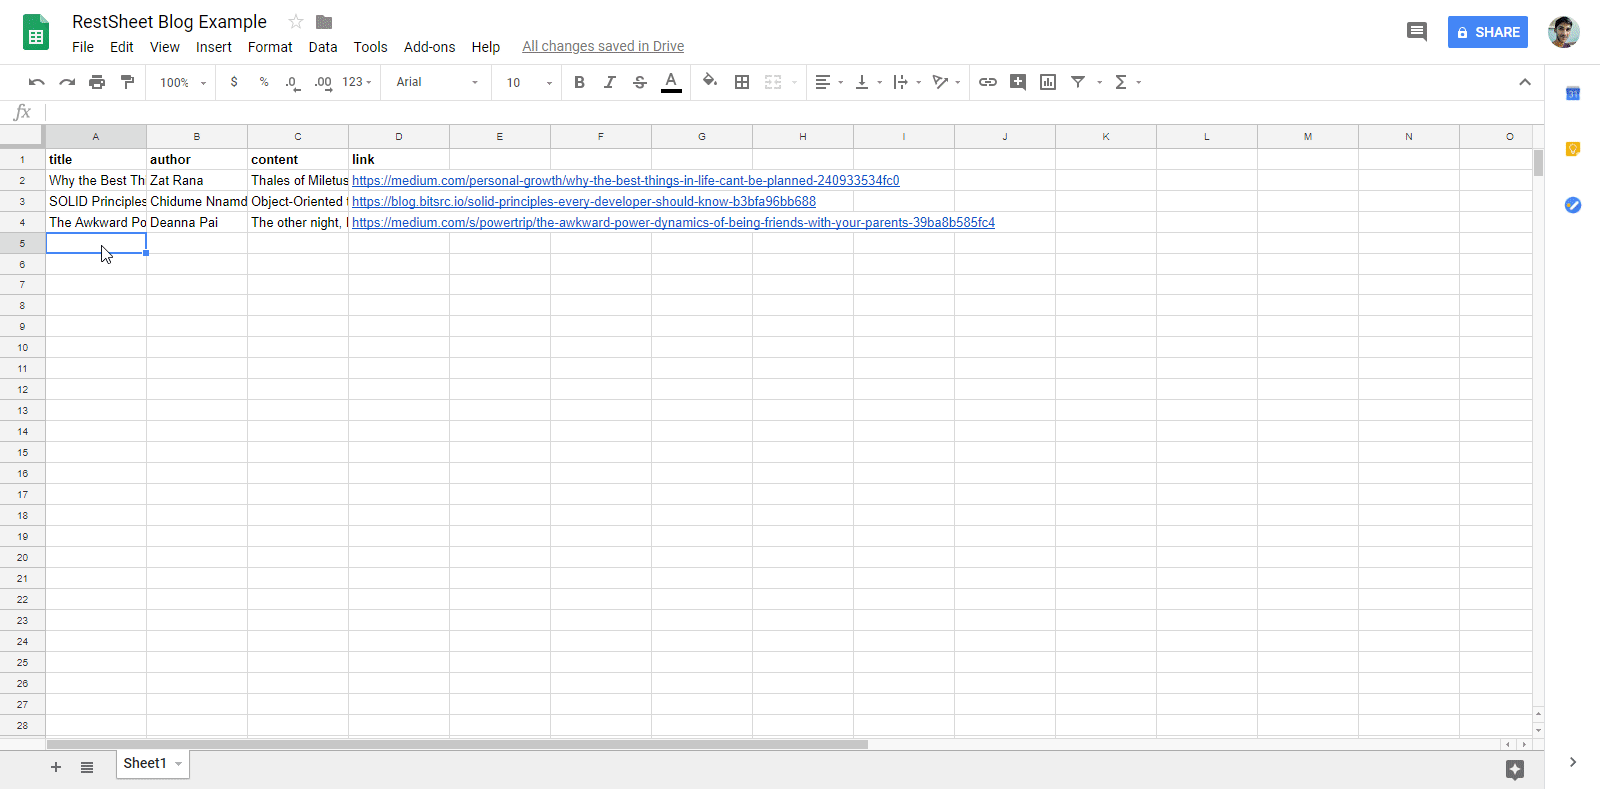 RestSheet Blog Example
File Edit View Insert Format Data Tools Add-ons Help All changes saved in Drive
SHARE
100% $ % .0 .00 123 Arial 10 B I S A
fx
A B C D E F G H I J K L M N O
1 title author content link
2 Why the Best Th Zat Rana Thales of Miletus https://medium.com/personal-growth/why-the-best-things-in-life-cant-be-planned-240933534fc0
3 SOLID Principles Chidume Nnamd Object-Oriented https://blog.bitsrc.io/solid-principles-every-developer-should-know-b3bfa96bb688
4 The Awkward Po Deanna Pai The other night, I https://medium.com/s/powertrip/the-awkward-power-dynamics-of-being-friends-with-your-parents-39ba8b585fc4
5
6
7
8
9
10
11
12
13
14
15
16
17
18
19
20
21
22
23
24
25
26
27
28
Sheet1
31